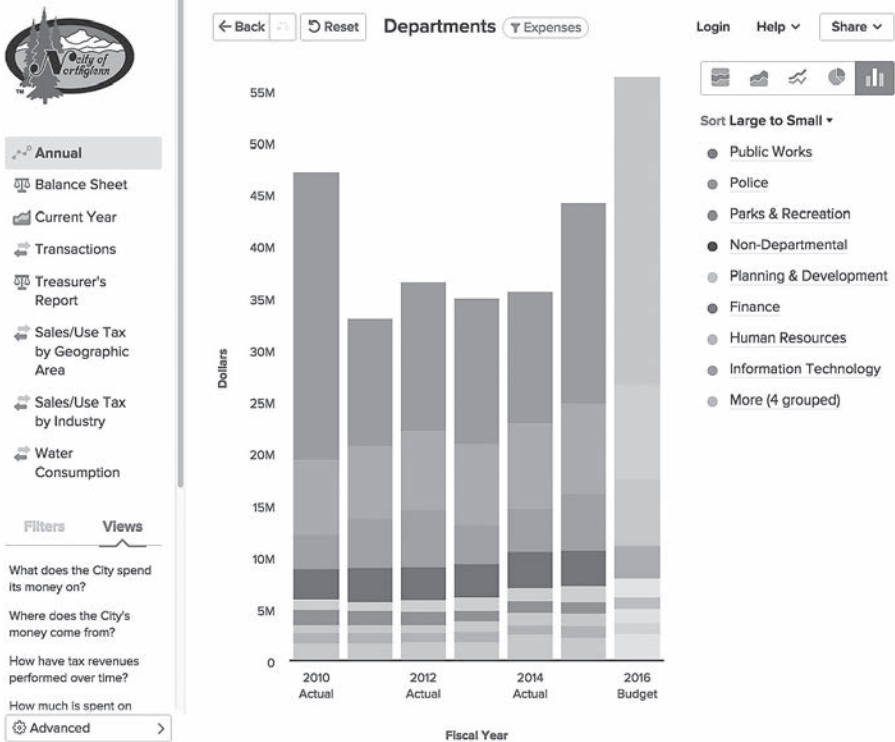 city of
Northglenn
TM
Back
Reset
Departments
Expenses
Login
Help
Share
Annual
Balance Sheet
Current Year
Transactions
Treasurer's
Report
Sales/Use Tax
by Geographic
Area
Sales/Use Tax
by Industry
Water
Consumption
Filters
Views
What does the City spend
its money on?
Where does the City's
money come from?
How have tax revenues
performed over time?
How much is spent on
Advanced
Dollars
55M
50M
45M
40M
35M
30M
25M
20M
15M
10M
5M
0
2010
Actual
2012
Actual
2014
Actual
2016
Budget
Fiscal Year
Sort Large to Small
Public Works
Police
Parks & Recreation
Non-Departmental
Planning & Development
Finance
Human Resources
Information Technology
More (4 grouped)